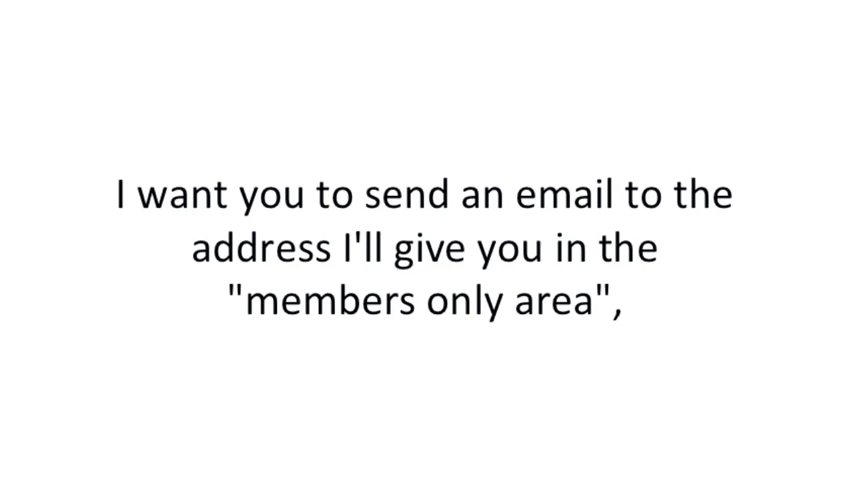 I want you to send an email to the
address I'll give you in the
"members only area",